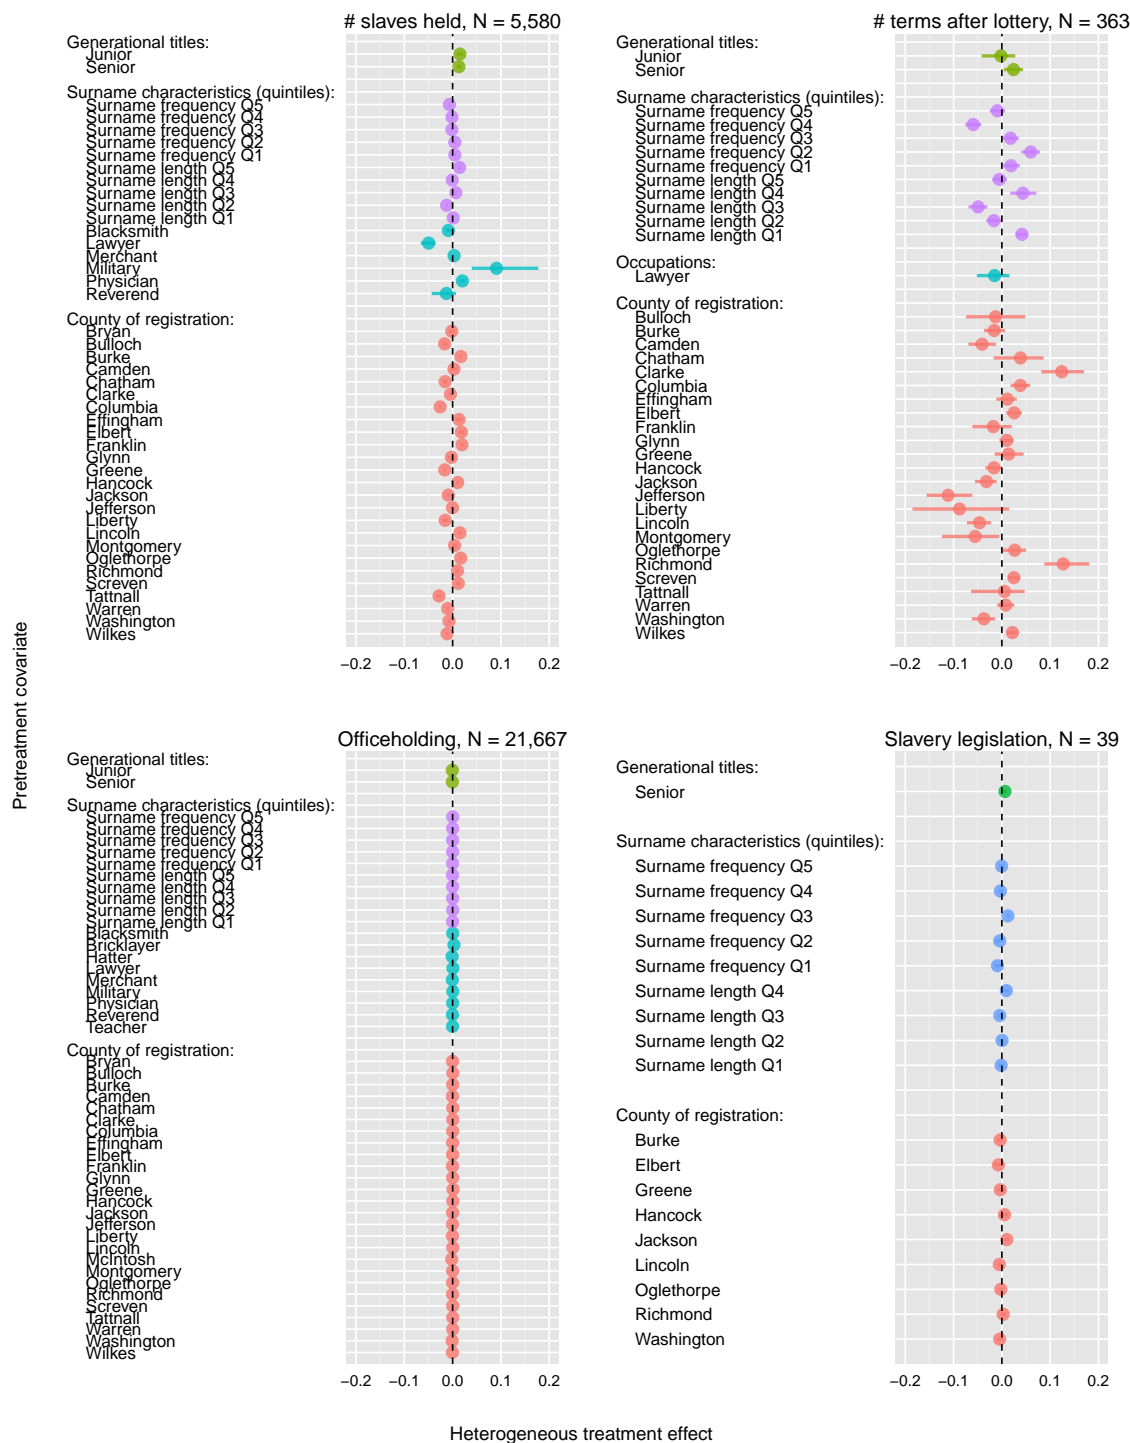 # slaves held, N = 5,580
Generational titles:
Junior
Senior
Surname characteristics (quintiles):
Surname frequency Q5
Surname frequency Q4
Surname frequency Q3
Surname frequency Q2
Surname frequency Q1
Surname length Q5
Surname length Q4
Surname length Q3
Surname length Q2
Surname length Q1
Blacksmith
Lawyer
Merchant
Military
Physician
Reverend
County of registration:
Bryan
Bulloch
Burke
Camden
Chatham
Clarke
Columbia
Effingham
Elbert
Franklin
Glynn
Greene
Hancock
Jackson
Jefferson
Liberty
Lincoln
Montgomery
Oglethorpe
Richmond
Screven
Tattnall
Warren
Washington
Wilkes
−0.2 −0.1 0.0 0.1 0.2
# terms after lottery, N = 363
Generational titles:
Junior
Senior
Surname characteristics (quintiles):
Surname frequency Q5
Surname frequency Q4
Surname frequency Q3
Surname frequency Q2
Surname frequency Q1
Surname length Q5
Surname length Q4
Surname length Q3
Surname length Q2
Surname length Q1
Occupations:
Lawyer
County of registration:
Bulloch
Burke
Camden
Chatham
Clarke
Columbia
Effingham
Elbert
Franklin
Glynn
Greene
Hancock
Jackson
Jefferson
Liberty
Lincoln
Montgomery
Oglethorpe
Richmond
Screven
Tattnall
Warren
Washington
Wilkes
−0.2 −0.1 0.0 0.1 0.2
Pretreatment covariate
Officeholding, N = 21,667
Generational titles:
Junior
Senior
Surname characteristics (quintiles):
Surname frequency Q5
Surname frequency Q4
Surname frequency Q3
Surname frequency Q2
Surname frequency Q1
Surname length Q5
Surname length Q4
Surname length Q3
Surname length Q2
Surname length Q1
Blacksmith
Bricklayer
Hatter
Lawyer
Merchant
Military
Physician
Reverend
Teacher
County of registration:
Bryan
Bulloch
Burke
Camden
Chatham
Clarke
Columbia
Effingham
Elbert
Franklin
Glynn
Greene
Hancock
Jackson
Jefferson
Liberty
Lincoln
McIntosh
Montgomery
Oglethorpe
Richmond
Screven
Tattnall
Warren
Washington
Wilkes
−0.2 −0.1 0.0 0.1 0.2
Slavery legislation, N = 39
Generational titles:
Senior
Surname characteristics (quintiles):
Surname frequency Q5
Surname frequency Q4
Surname frequency Q3
Surname frequency Q2
Surname frequency Q1
Surname length Q4
Surname length Q3
Surname length Q2
Surname length Q1
County of registration:
Burke
Elbert
Greene
Hancock
Jackson
Lincoln
Oglethorpe
Richmond
Washington
−0.2 −0.1 0.0 0.1 0.2
Heterogeneous treatment effect